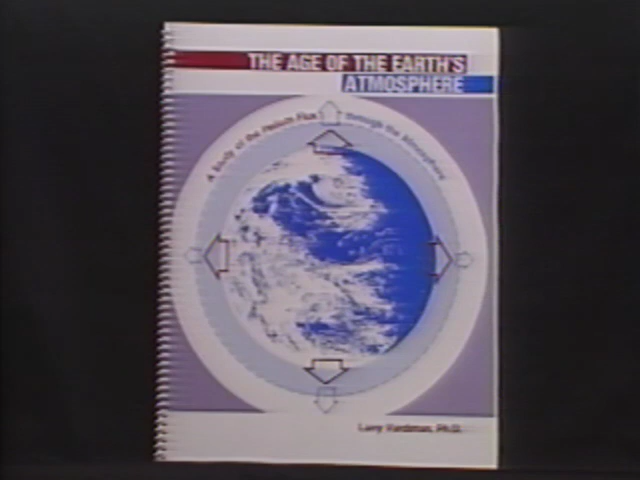 THE AGE OF THE EARTH'S
ATMOSPHERE
A Study of the Helium Flux through the Atmosphere
Larry Vardiman, Ph.D.